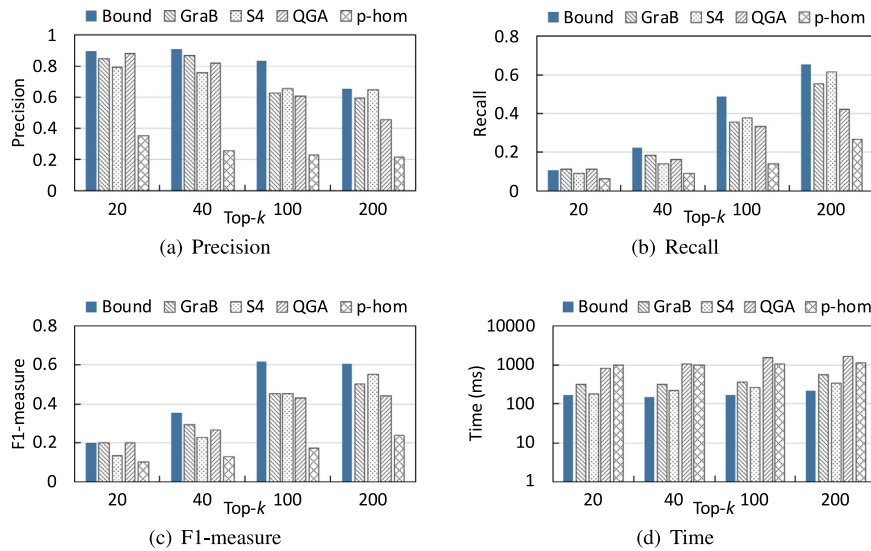 Bound GraB S4 QGA p-hom
1
0.8
0.6
0.4
0.2
0
Precision
20 40 100 200
Top-k
(a) Precision
Bound GraB S4 QGA p-hom
0.8
0.6
0.4
0.2
0
Recall
20 40 100 200
Top-k
(b) Recall
Bound GraB S4 QGA p-hom
0.8
0.6
0.4
0.2
0
F1-measure
20 40 100 200
Top-k
(c) F1-measure
Bound GraB S4 QGA p-hom
10000
1000
100
10
1
Time (ms)
20 40 100 200
Top-k
(d) Time